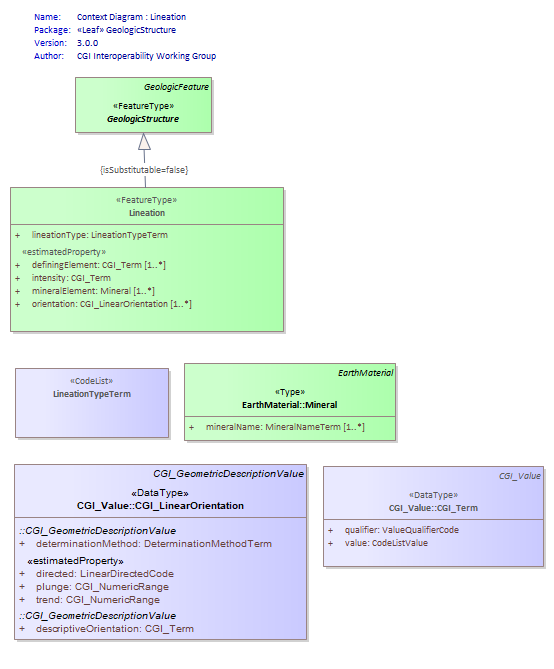 Name: Context Diagram : Lineation
Package: «Leaf» GeologicStructure
Version: 3.0.0
Author: CGI Interoperability Working Group
GeologicFeature
«FeatureType»
GeologicStructure
{isSubstitutable=false}
«FeatureType»
Lineation
+ lineationType: LineationTypeTerm
«estimatedProperty»
+ definingElement: CGI_Term [1..*]
+ intensity: CGI_Term
+ mineralElement: Mineral [1..*]
+ orientation: CGI_LinearOrientation [1..*]
«CodeList»
LineationTypeTerm
EarthMaterial
«Type»
EarthMaterial::Mineral
+ mineralName: MineralNameTerm [1..*]
CGI_GeometricDescriptionValue
«DataType»
CGI_Value::CGI_LinearOrientation
::CGI_GeometricDescriptionValue
+ determinationMethod: DeterminationMethodTerm
«estimatedProperty»
+ directed: LinearDirectedCode
+ plunge: CGI_NumericRange
+ trend: CGI_NumericRange
::CGI_GeometricDescriptionValue
+ descriptiveOrientation: CGI_Term
CGI_Value
«DataType»
CGI_Value::CGI_Term
+ qualifier: ValueQualifierCode
+ value: CodeListValue